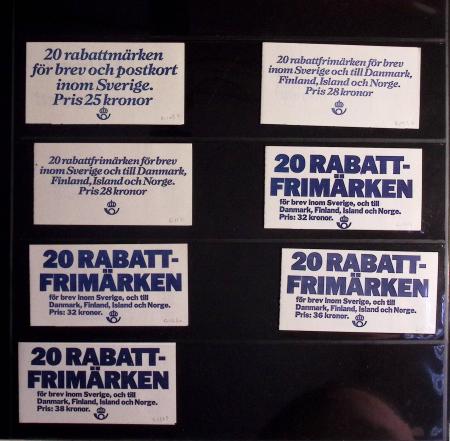 20 rabattmärken
för brev och postkort
inom Sverige.
Pris 25 kronor
20 rabattfrimärken för brev
inom Sverige och till Danmark,
Finland, Island och Norge.
Pris 28 kronor
20 rabattfrimärken för brev
inom Sverige och till Danmark,
Finland, Island och Norge.
Pris 28 kronor
20 RABATT-
FRIMÄRKEN
för brev inom Sverige, och till
Danmark, Finland, Island och Norge.
Pris: 32 kronor.
20 RABATT-
FRIMÄRKEN
för brev inom Sverige, och till
Danmark, Finland, Island och Norge.
Pris: 32 kronor.
20 RABATT-
FRIMÄRKEN
för brev inom Sverige, och till
Danmark, Finland, Island och Norge.
Pris: 36 kronor.
20 RABATT-
FRIMÄRKEN
för brev inom Sverige, och till
Danmark, Finland, Island och Norge.
Pris: 38 kronor.